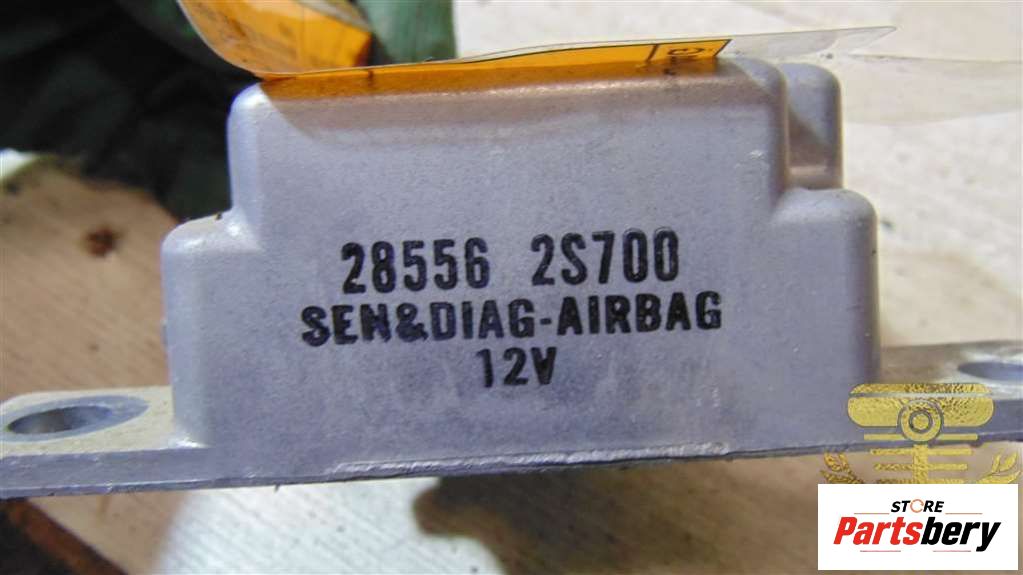 28556 2S700
SEN&DIAG-AIRBAG
12V
STORE
Partsbery